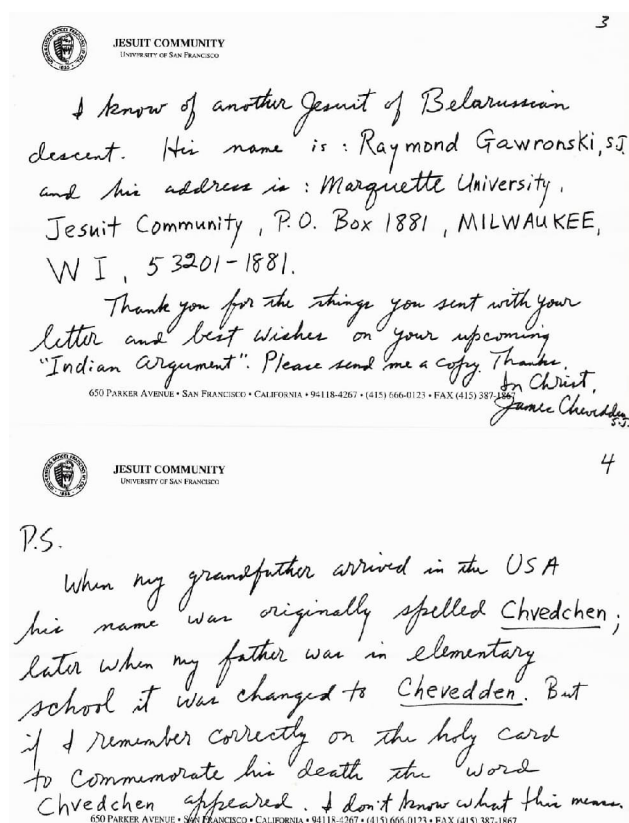 3
JESUIT COMMUNITY
UNIVERSITY OF SAN FRANCISCO
I know of another Jesuit of Belarussian
descent. His name is : Raymond Gawronski, S.J.
and his address is : Marquette University,
Jesuit Community, P.O. Box 1881, MILWAUKEE,
WI, 53201-1881.
Thank you for the things you sent with your
letter and best wishes on your upcoming
"Indian Argument". Please send me a copy. Thanks.
In Christ,
650 PARKER AVENUE • SAN FRANCISCO • CALIFORNIA • 94118-4267 • (415) 666-0123 • FAX (415) 387-1867
James Chevedden
S.J.
4
JESUIT COMMUNITY
UNIVERSITY OF SAN FRANCISCO
P.S.
When my grandfather arrived in the USA
his name was originally spelled Chvedchen;
later when my father was in elementary
school it was changed to Chevedden. But
if I remember correctly on the holy card
to commemorate his death the word
Chvedchen appeared. I don't know what this means.
650 PARKER AVENUE • SAN FRANCISCO • CALIFORNIA • 94118-4267 • (415) 666-0123 • FAX (415) 387-1867